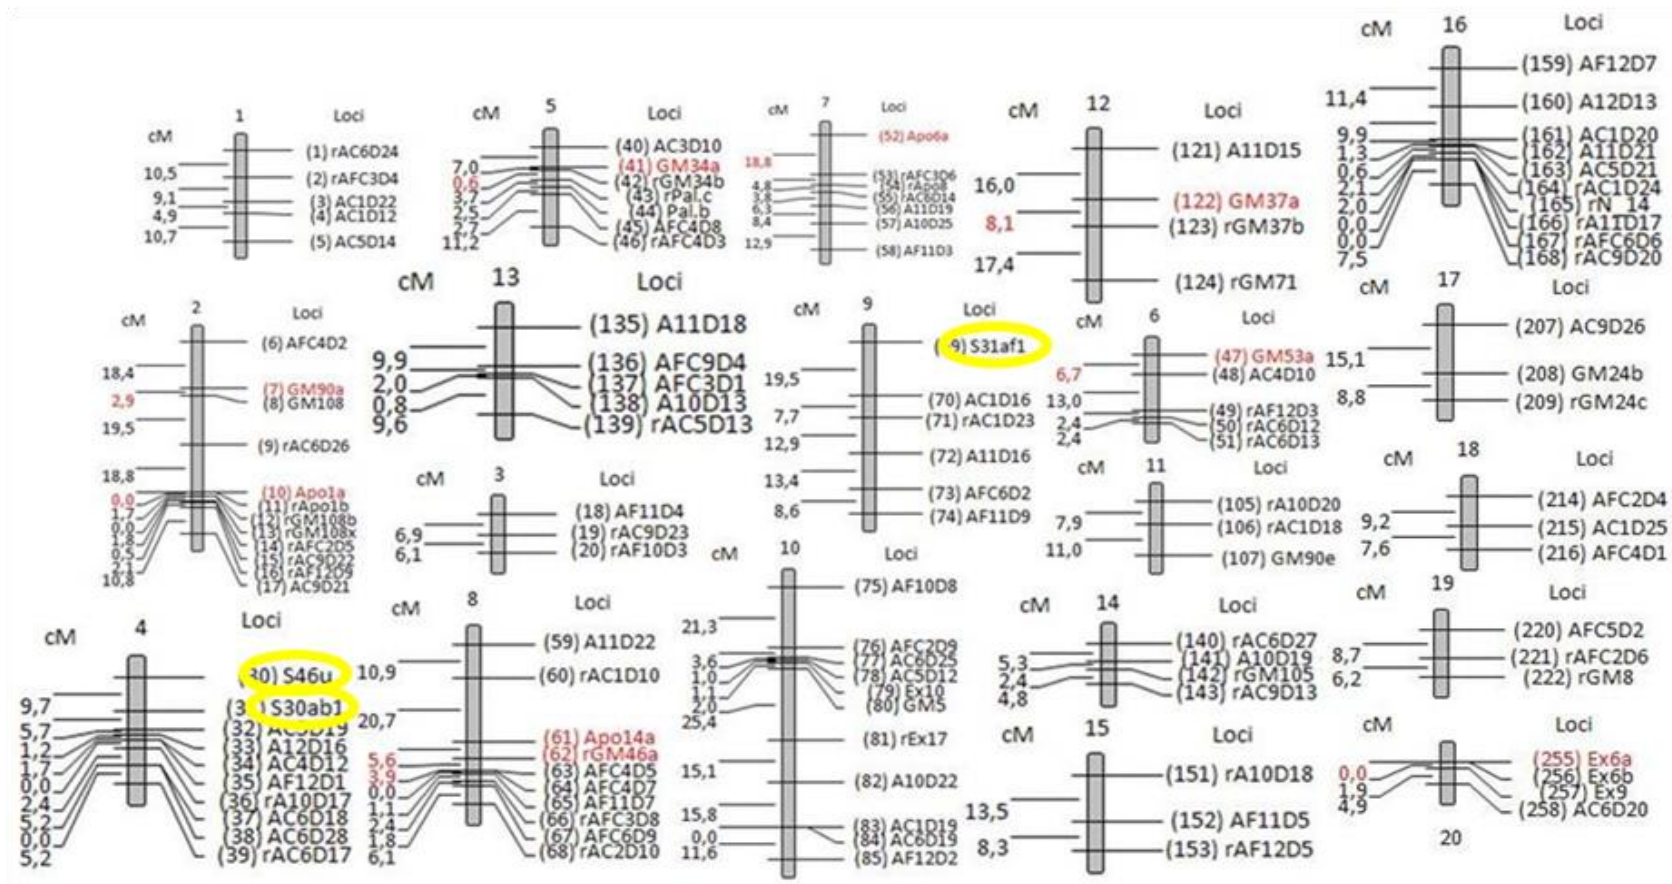 1
cM
Loci
(1) rAC6D24
10,5
(2) rAFC3D4
9,1
(3) AC1D22
4,9
(4) AC1D12
10,7
(5) AC5D14
5
cM
Loci
(40) AC3D10
7,0
(41) GM34a
0,6
(42) rGM34b
3,7
(43) rPal.c
2,5
(44) Pal.b
2,7
(45) AFC4D8
11,2
(46) rAFC4D3
7
cM
Loci
(52) Apo6a
18,8
(53) rAFC3D6
4,8
(54) rApo8
3,8
(55) rAC6D14
6,3
(56) A11D19
8,4
(57) A10D25
12,9
(58) AF11D3
12
cM
Loci
(121) A11D15
16,0
(122) GM37a
8,1
(123) rGM37b
17,4
(124) rGM71
16
cM
Loci
(159) AF12D7
11,4
(160) A12D13
9,9
(161) AC1D20
1,3
(162) A11D21
0,6
(163) AC5D21
2,1
(164) rAC1D24
2,0
(165) rN_14
0,0
(166) rA11D17
0,0
(167) rAFC6D6
7,5
(168) rAC9D20
2
cM
Loci
(6) AFC4D2
18,4
(7) GM90a
2,9
(8) GM108
19,5
(9) rAC6D26
18,8
(10) Apo1a
0,0
(11) rApo1b
1,7
(12) rGM108b
0,0
(13) rGM108x
1,8
(14) rAFC2D5
0,5
(15) rAC9D22
2,1
(16) rAF12D9
10,8
(17) AC9D21
13
cM
Loci
(135) A11D18
9,9
(136) AFC9D4
2,0
(137) AFC3D1
0,8
(138) A10D13
9,6
(139) rAC5D13
9
cM
Loci
S31af1
19,5
(70) AC1D16
7,7
(71) rAC1D23
12,9
(72) A11D16
13,4
(73) AFC6D2
8,6
(74) AF11D9
6
cM
Loci
(47) GM53a
6,7
(48) AC4D10
13,0
(49) rAF12D3
2,4
(50) rAC6D12
2,4
(51) rAC6D13
17
cM
Loci
(207) AC9D26
15,1
(208) GM24b
8,8
(209) rGM24c
3
cM
Loci
(18) AF11D4
6,9
(19) rAC9D23
6,1
(20) rAF10D3
11
cM
Loci
(105) rA10D20
7,9
(106) rAC1D18
11,0
(107) GM90e
18
cM
Loci
(214) AFC2D4
9,2
(215) AC1D25
7,6
(216) AFC4D1
4
cM
Loci
S46u
9,7
S30ab1
5,7
(32) AC5D19
1,2
(33) A12D16
1,7
(34) AC4D12
0,0
(35) AF12D1
2,4
(36) rA10D17
5,2
(37) AC6D18
0,0
(38) AC6D28
5,2
(39) rAC6D17
8
cM
Loci
(59) A11D22
10,9
(60) rAC1D10
20,7
(61) Apo14a
5,6
(62) rGM46a
3,9
(63) AFC4D5
0,0
(64) AFC4D7
1,1
(65) AF11D7
2,4
(66) rAFC3D8
1,8
(67) AFC6D9
6,1
(68) rAC2D10
10
cM
Loci
(75) AF10D8
21,3
(76) AFC2D9
3,6
(77) AC6D25
1,0
(78) AC5D12
1,1
(79) Ex10
2,0
(80) GM5
25,4
(81) rEx17
15,1
(82) A10D22
15,8
(83) AC1D19
0,0
(84) AC6D19
11,6
(85) AF12D2
14
cM
Loci
(140) rAC6D27
5,3
(141) A10D19
2,4
(142) rGM105
4,8
(143) rAC9D13
19
cM
Loci
(220) AFC5D2
8,7
(221) rAFC2D6
6,2
(222) rGM8
15
cM
Loci
(151) rA10D18
13,5
(152) AF11D5
8,3
(153) rAF12D5
cM
Loci
(255) Ex6a
0,0
(256) Ex6b
1,9
(257) Ex9
4,9
(258) AC6D20
20